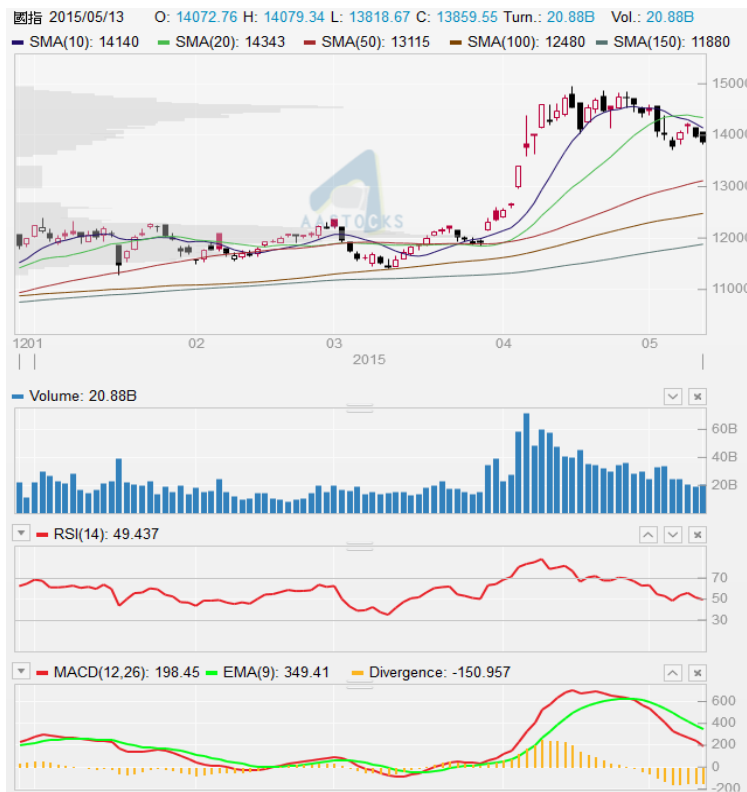 國指 2015/05/13 O: 14072.76 H: 14079.34 L: 13818.67 C: 13859.55 Turn.: 20.88B Vol.: 20.88B
SMA(10): 14140 SMA(20): 14343 SMA(50): 13115 SMA(100): 12480 SMA(150): 11880
15000
14000
13000
AASTOCKS
12000
11000
1201 02 03 04 05
2015
Volume: 20.88B
60B
40B
20B
RSI(14): 49.437
70
50
30
MACD(12,26): 198.45 EMA(9): 349.41 Divergence: -150.957
600
400
200
0
-200